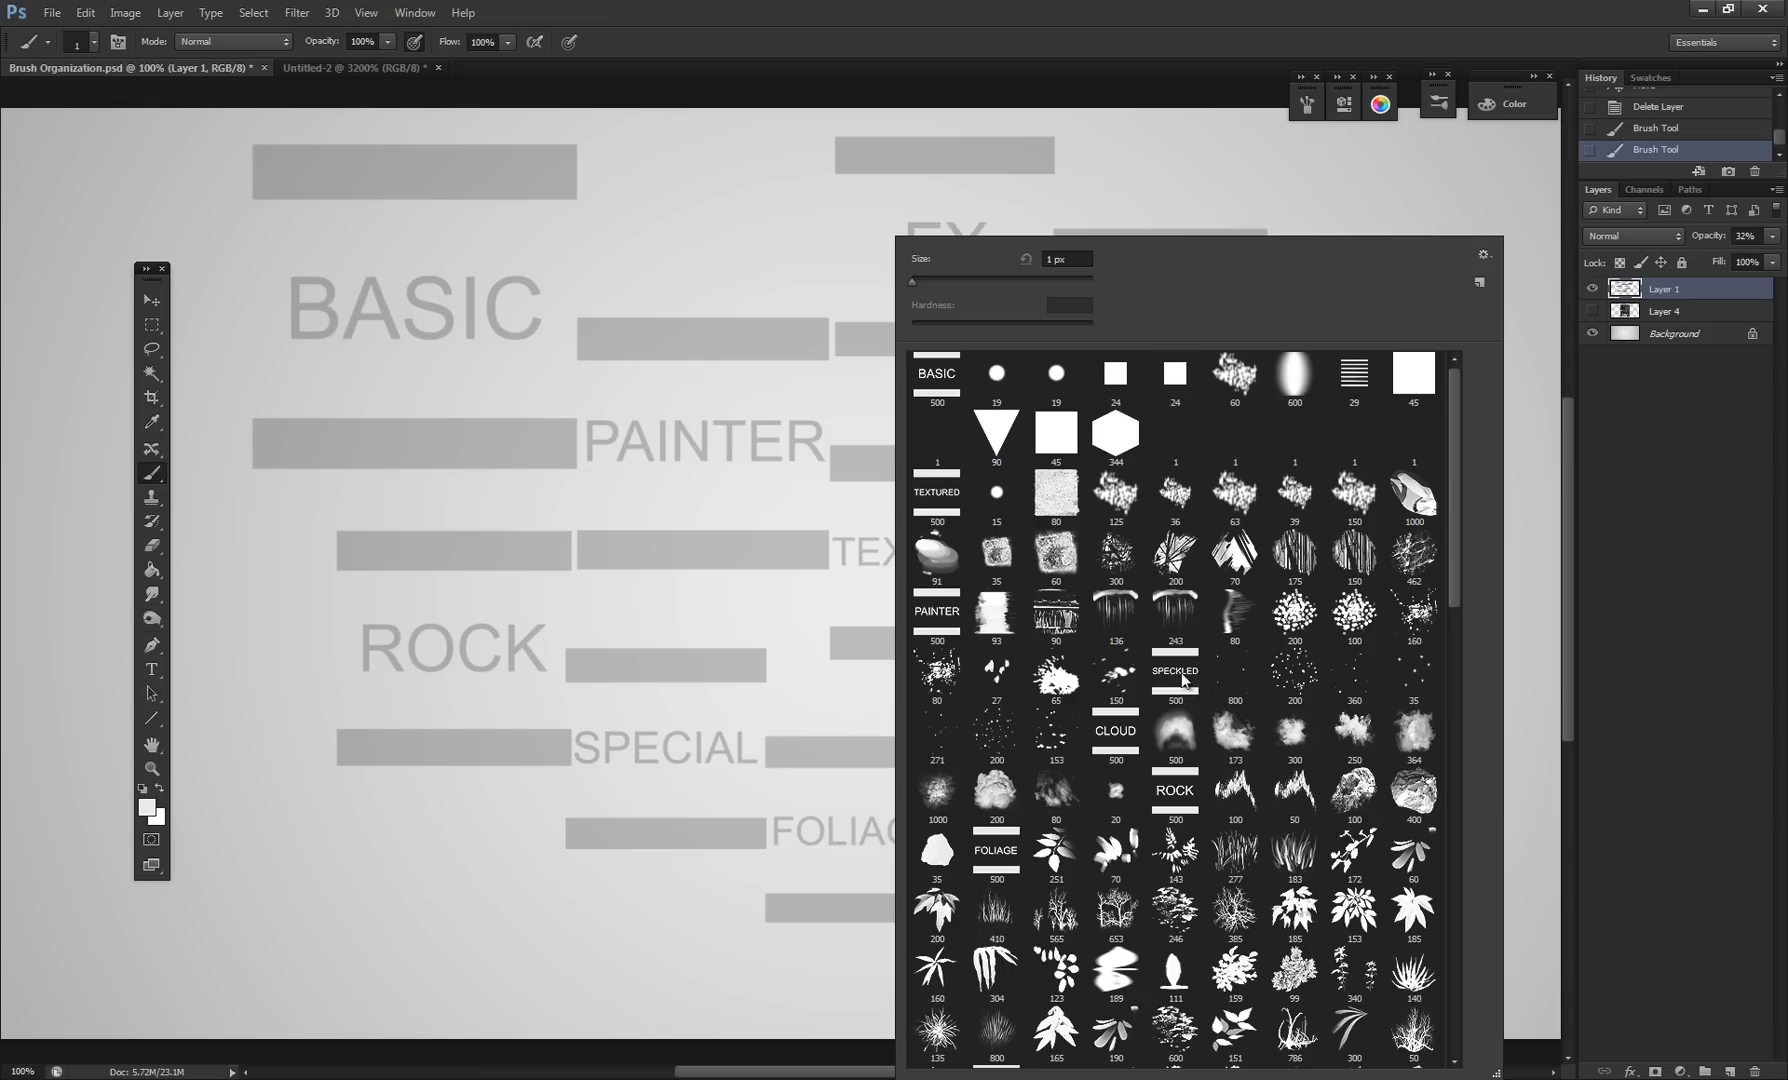 Ps File Edit Image Layer Type Select Filter 3D View Window Help
1 Mode: Normal Opacity: 100% Flow: 100% Essentials
Brush Organization.psd @ 100% (Layer 1, RGB/8) * × Untitled-2 @ 3200% (RGB/8) * ×
History Swatches
Color
Delete Layer
Brush Tool
Brush Tool
Layers Channels Paths
Kind
Normal Opacity: 32%
Lock: Fill: 100%
Layer 1
Layer 4
Background
BASIC
PAINTER
ROCK
SPECIAL
Size: 1 px
Hardness:
BASIC
500 19 19 24 24 60 600 29 45
1 90 45 344 1 1 1 1 1
TEXTURED
500 15 80 125 36 63 39 150 1000
91 35 60 300 200 70 175 150 462
PAINTER
500 93 90 136 243 80 200 100 160
SPECKLED
80 27 65 150 500 800 200 360 35
CLOUD
271 200 153 500 500 173 300 250 364
ROCK
1000 200 80 20 500 100 50 100 400
FOLIAGE
35 500 251 70 143 277 183 172 60
200 410 565 653 246 385 185 153 185
160 304 123 189 111 159 99 340 140
135 800 165 190 600 151 786 300 50
100% Doc: 5.72M/23.1M
fx